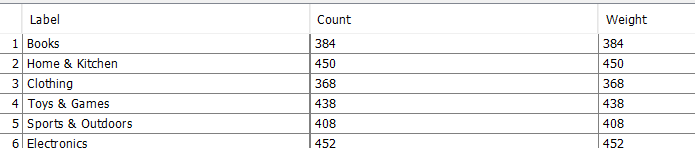 Label Count Weight
1 Books 384 384
2 Home & Kitchen 450 450
3 Clothing 368 368
4 Toys & Games 438 438
5 Sports & Outdoors 408 408
6 Electronics 452 452